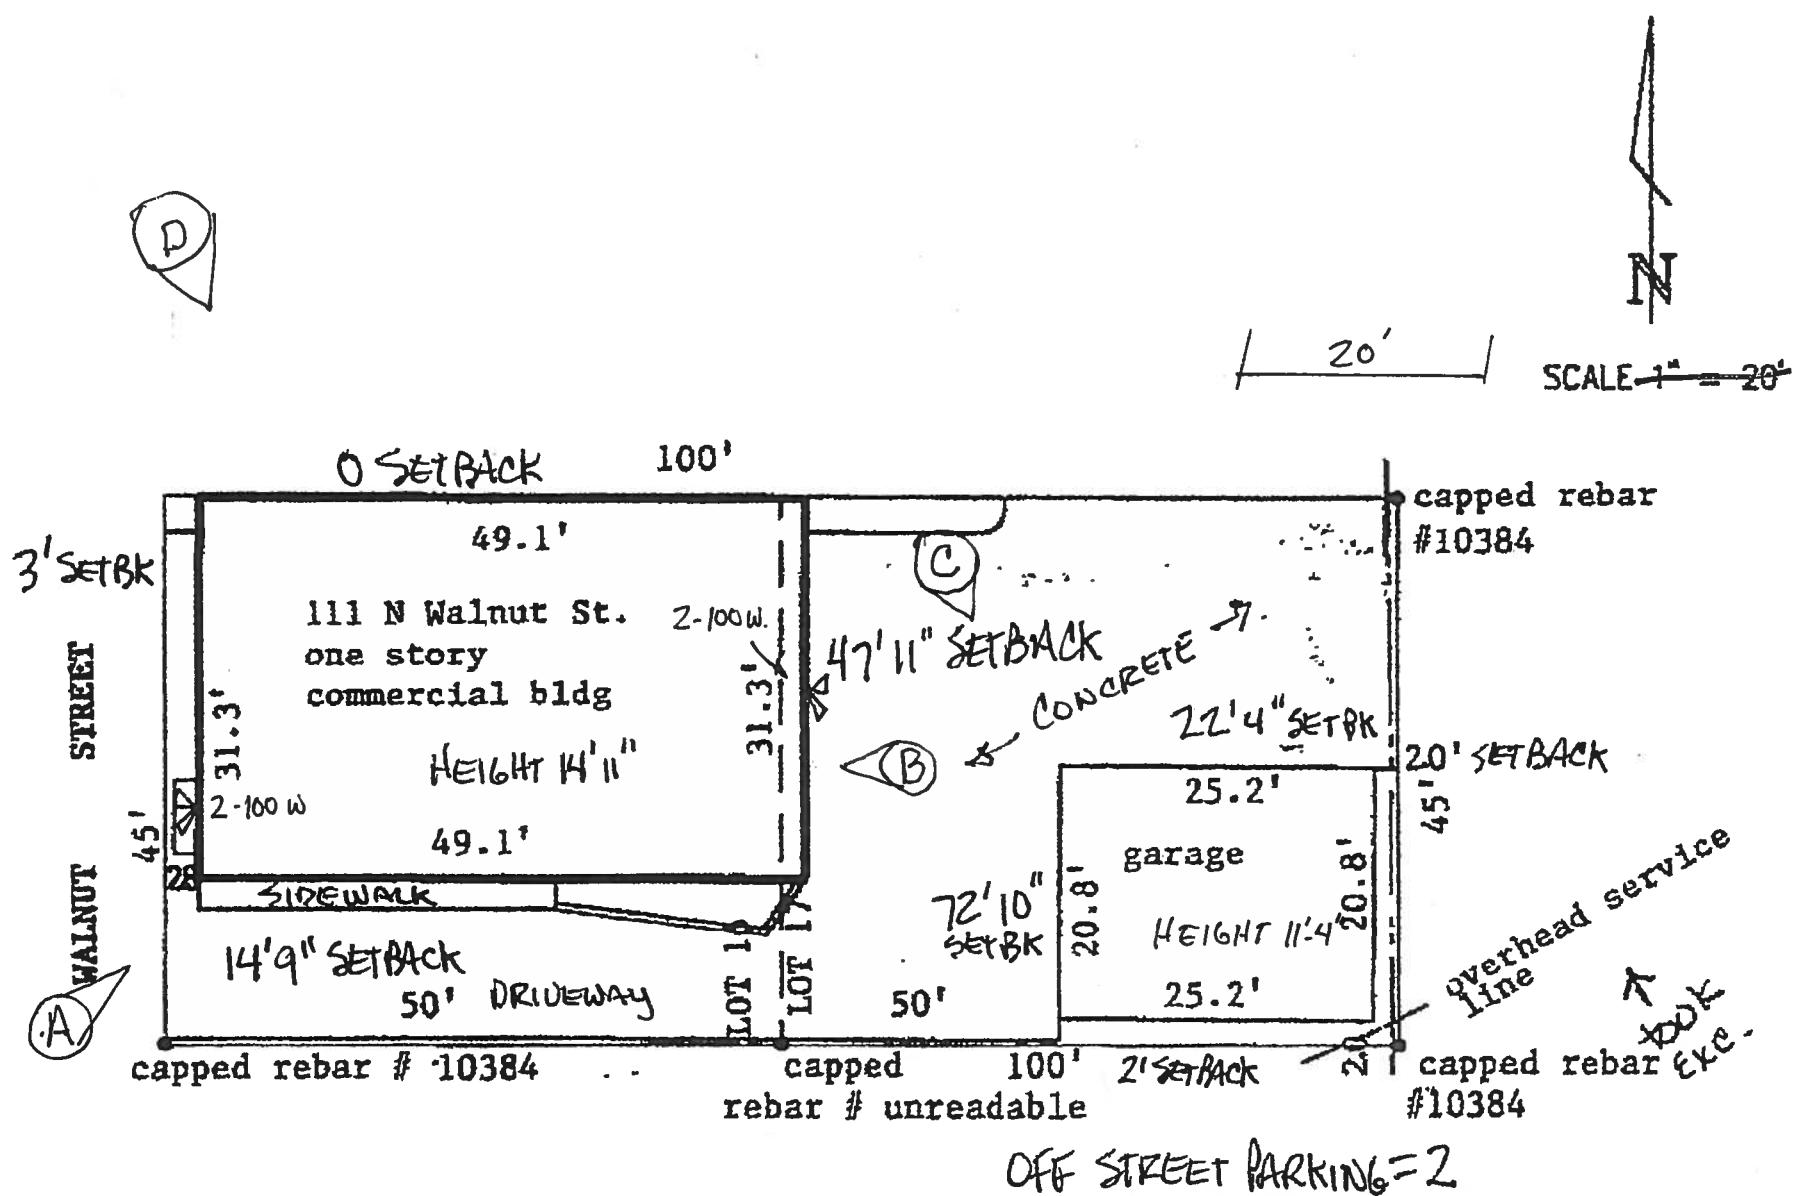 D
N
20'
SCALE 1" = 20'
0 SETBACK
100'
capped rebar
#10384
49.1'
3' SETBK
C
111 N Walnut St.
one story
commercial bldg
2-100 W.
47'11" SETBACK
CONCRETE
31.3'
31.3'
HEIGHT 14'11"
22'4" SETBK
B
20' SETBACK
WALNUT STREET
2-100 W
45'
45'
49.1'
25.2'
garage
20.8'
20.8'
HEIGHT 11'-4"
25.2'
SIDEWALK
72'10"
SETBK
14'9" SETBACK
50'
DRIVEWAY
LOT
LOT 17
50'
overhead service
line
EXC.
A
capped rebar # 10384
capped
rebar # unreadable
100'
2' SETBACK
capped rebar
#10384
OFF STREET PARKING = 2